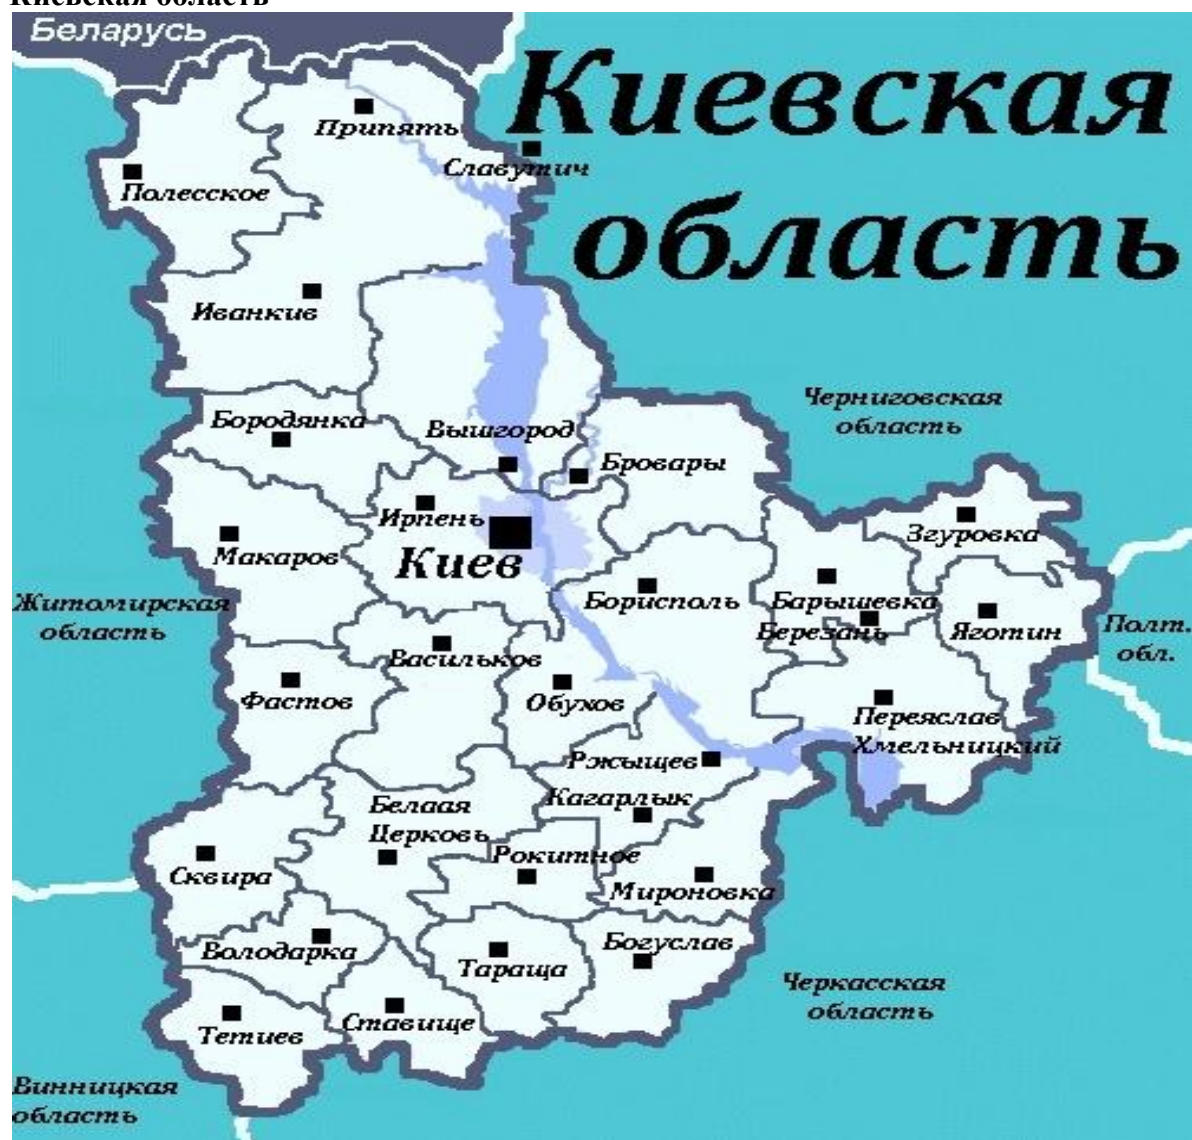 Киевская область
Беларусь
Киевская
область
Припять
Славутич
Полесское
Иванкив
Черниговская
область
Бородянка
Вышгород
Бровары
Ирпень
Киев
Згуровка
Макаров
Житомирская
область
Борисполь
Барышевка
Березань
Яготин
Полт.
обл.
Васильков
Фастов
Обухов
Переяслав
Хмельницкий
Ржыщев
Кагарлык
Белаая
Церковь
Рокитное
Сквира
Мироновка
Володарка
Тараща
Богуслав
Черкасская
область
Тетиев
Ставище
Винницкая
область